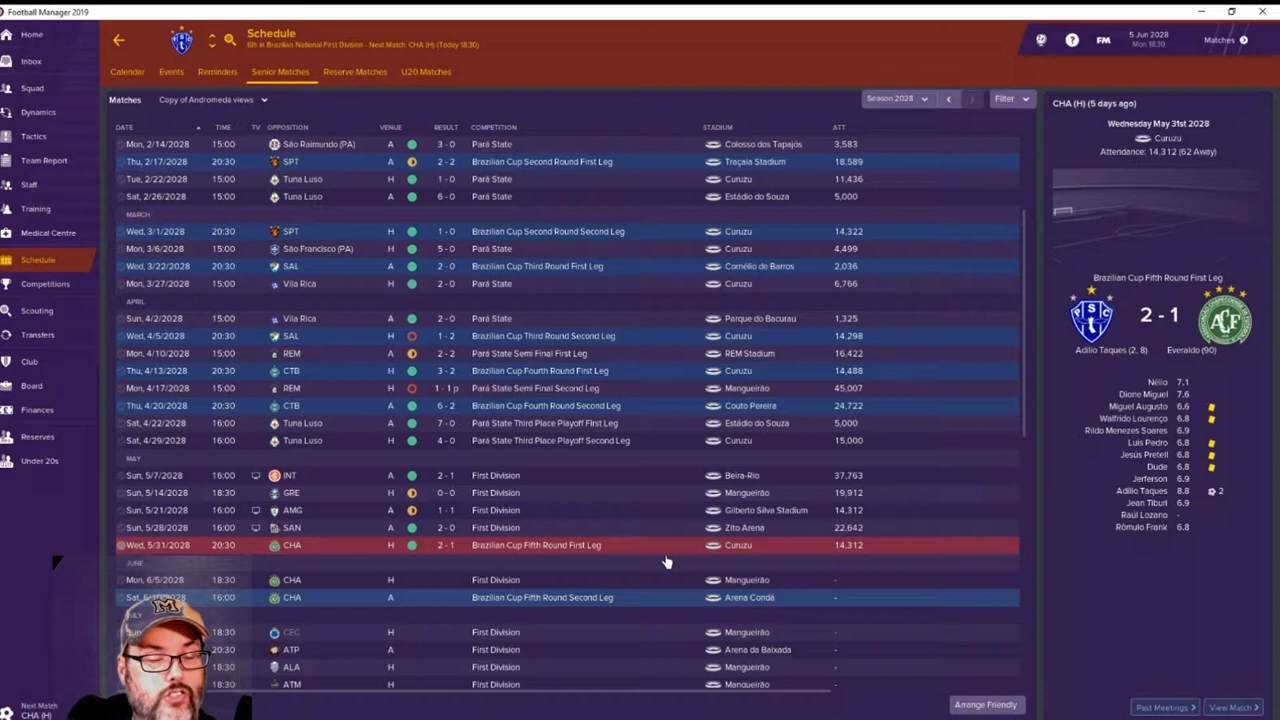 Football Manager 2019
Home
Inbox
Squad
Dynamics
Tactics
Team Report
Staff
Training
Medical Centre
Schedule
Competitions
Scouting
Transfers
Club
Board
Finances
Reserves
Under 20s
Next Match
CHA (H)
Schedule
6th in Brazilian National First Division - Next Match: CHA (H) (Today 18:30)
FM
5 Jun 2028
Mon 18:30
Matches
Calendar Events Reminders Senior Matches Reserve Matches U20 Matches
Matches Copy of Andromeda views Season 2028 Filter
DATE TIME TV OPPOSITION VENUE RESULT COMPETITION STADIUM ATT
Mon, 2/14/2028 15:00 São Raimundo (PA) A 3 - 0 Pará State Colosso dos Tapajós 3,583
Thu, 2/17/2028 20:30 SPT A 2 - 2 Brazilian Cup Second Round First Leg Traçaia Stadium 18,589
Tue, 2/22/2028 15:00 Tuna Luso H 1 - 0 Pará State Curuzu 11,436
Sat, 2/26/2028 15:00 Tuna Luso A 6 - 0 Pará State Estádio do Souza 5,000
MARCH
Wed, 3/1/2028 20:30 SPT H 1 - 0 Brazilian Cup Second Round Second Leg Curuzu 14,322
Mon, 3/6/2028 15:00 São Francisco (PA) H 5 - 0 Pará State Curuzu 4,499
Wed, 3/22/2028 20:30 SAL A 2 - 0 Brazilian Cup Third Round First Leg Cornélio de Barros 2,036
Mon, 3/27/2028 15:00 Vila Rica H 2 - 0 Pará State Curuzu 6,766
APRIL
Sun, 4/2/2028 15:00 Vila Rica A 2 - 0 Pará State Parque do Bacurau 1,325
Wed, 4/5/2028 20:30 SAL H 1 - 2 Brazilian Cup Third Round Second Leg Curuzu 14,298
Mon, 4/10/2028 15:00 REM A 2 - 2 Pará State Semi Final First Leg REM Stadium 16,422
Thu, 4/13/2028 20:30 CTB H 3 - 2 Brazilian Cup Fourth Round First Leg Curuzu 14,488
Mon, 4/17/2028 15:00 REM H 1 - 1 p Pará State Semi Final Second Leg Mangueirão 45,007
Thu, 4/20/2028 20:30 CTB A 6 - 2 Brazilian Cup Fourth Round Second Leg Couto Pereira 24,722
Sat, 4/22/2028 16:00 Tuna Luso A 7 - 0 Pará State Third Place Playoff First Leg Estádio do Souza 5,000
Sat, 4/29/2028 16:00 Tuna Luso H 4 - 0 Pará State Third Place Playoff Second Leg Curuzu 15,000
MAY
Sun, 5/7/2028 16:00 INT A 2 - 1 First Division Beira-Rio 37,763
Sun, 5/14/2028 18:30 GRE H 0 - 0 First Division Mangueirão 19,912
Sun, 5/21/2028 16:00 AMG A 1 - 1 First Division Gilberto Silva Stadium 14,312
Sun, 5/28/2028 16:00 SAN A 2 - 0 First Division Zito Arena 22,642
Wed, 5/31/2028 20:30 CHA H 2 - 1 Brazilian Cup Fifth Round First Leg Curuzu 14,312
JUNE
Mon, 6/5/2028 18:30 CHA H First Division Mangueirão -
Sat, 16:00 CHA A Brazilian Cup Fifth Round Second Leg Arena Condá -
JULY
18:30 CEC H First Division Mangueirão -
20:30 ATP A First Division Arena da Baixada -
18:30 ALA H First Division Mangueirão -
18:30 ATM H First Division Mangueirão -
Arrange Friendly
CHA (H) (5 days ago)
Wednesday May 31st 2028
Curuzu
Attendance: 14,312 (62 Away)
Brazilian Cup Fifth Round First Leg
2 - 1
Adílio Taques (2, 8) Everaldo (90)
Nélio 7.1
Dione Miguel 7.6
Miguel Augusto 6.6
Walfrido Lourenço 6.8
Rildo Menezes Soares 6.9
Luis Pedro 6.8
Jesús Pretell 6.8
Dude 6.8
Jerferson 6.9
Adílio Taques 8.8 2
Jean Tiburi 6.9
Raúl Lozano -
Rômulo Frank 6.8
Past Meetings View Match